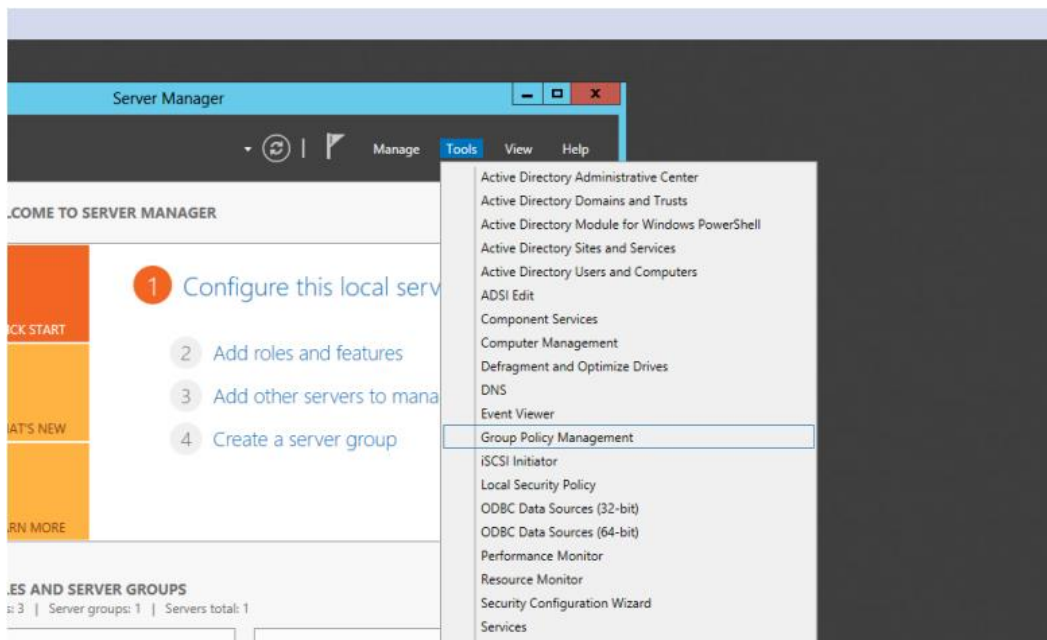 Server Manager
Manage Tools View Help
Active Directory Administrative Center
Active Directory Domains and Trusts
Active Directory Module for Windows PowerShell
Active Directory Sites and Services
Active Directory Users and Computers
ADSI Edit
Component Services
Computer Management
Defragment and Optimize Drives
DNS
Event Viewer
Group Policy Management
iSCSI Initiator
Local Security Policy
ODBC Data Sources (32-bit)
ODBC Data Sources (64-bit)
Performance Monitor
Resource Monitor
Security Configuration Wizard
Services
LCOME TO SERVER MANAGER
1 Configure this local serv
ICK START
2 Add roles and features
3 Add other servers to mana
4 Create a server group
AT'S NEW
RN MORE
ES AND SERVER GROUPS
s: 3 | Server groups: 1 | Servers total: 1